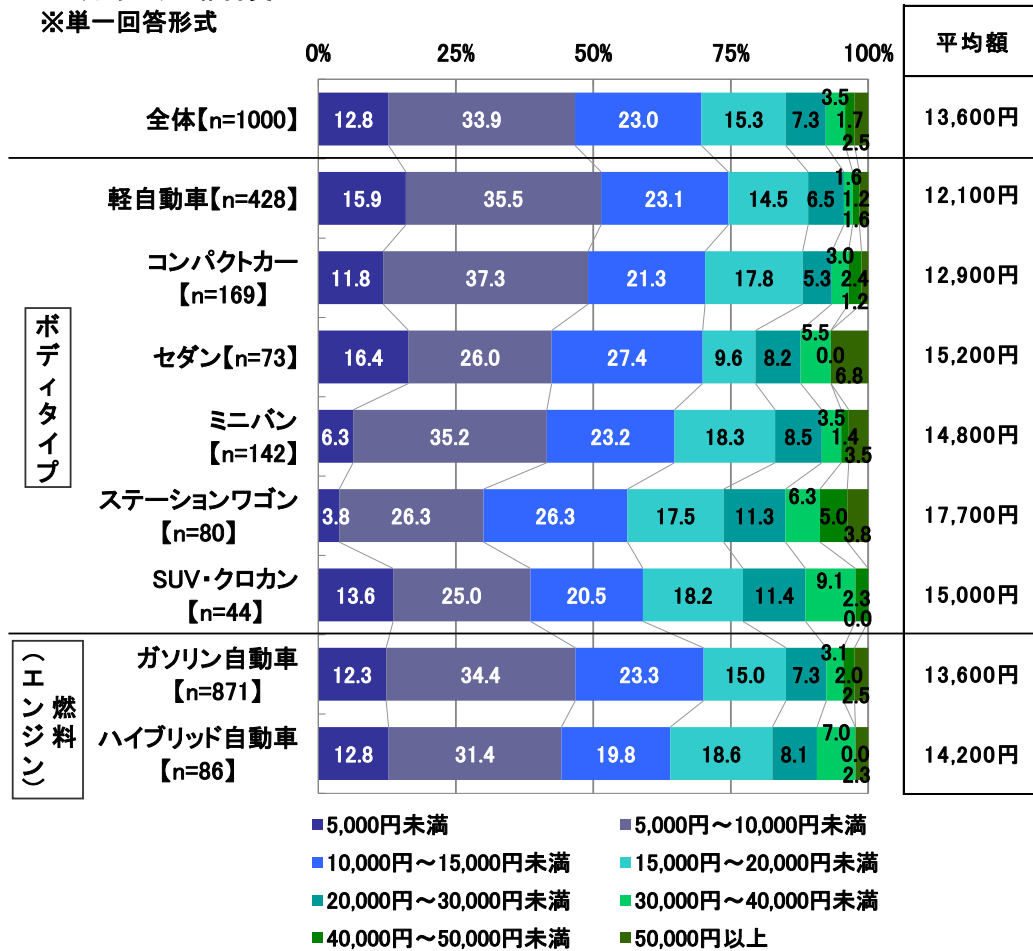 ※単一回答形式
0% 25% 50% 75% 100%
平均額
全体【n=1000】 12.8 33.9 23.0 15.3 7.3 3.5 1.7 2.5 13,600円
ボディタイプ
軽自動車【n=428】 15.9 35.5 23.1 14.5 6.5 1.6 1.2 1.6 12,100円
コンパクトカー
【n=169】 11.8 37.3 21.3 17.8 5.3 3.0 2.4 1.2 12,900円
セダン【n=73】 16.4 26.0 27.4 9.6 8.2 5.5 0.0 6.8 15,200円
ミニバン
【n=142】 6.3 35.2 23.2 18.3 8.5 3.5 1.4 3.5 14,800円
ステーションワゴン
【n=80】 3.8 26.3 26.3 17.5 11.3 6.3 5.0 3.8 17,700円
SUV・クロカン
【n=44】 13.6 25.0 20.5 18.2 11.4 9.1 2.3 0.0 15,000円
燃料
（エンジン）
ガソリン自動車
【n=871】 12.3 34.4 23.3 15.0 7.3 3.1 2.0 2.5 13,600円
ハイブリッド自動車
【n=86】 12.8 31.4 19.8 18.6 8.1 7.0 0.0 2.3 14,200円
5,000円未満 5,000円～10,000円未満
10,000円～15,000円未満 15,000円～20,000円未満
20,000円～30,000円未満 30,000円～40,000円未満
40,000円～50,000円未満 50,000円以上